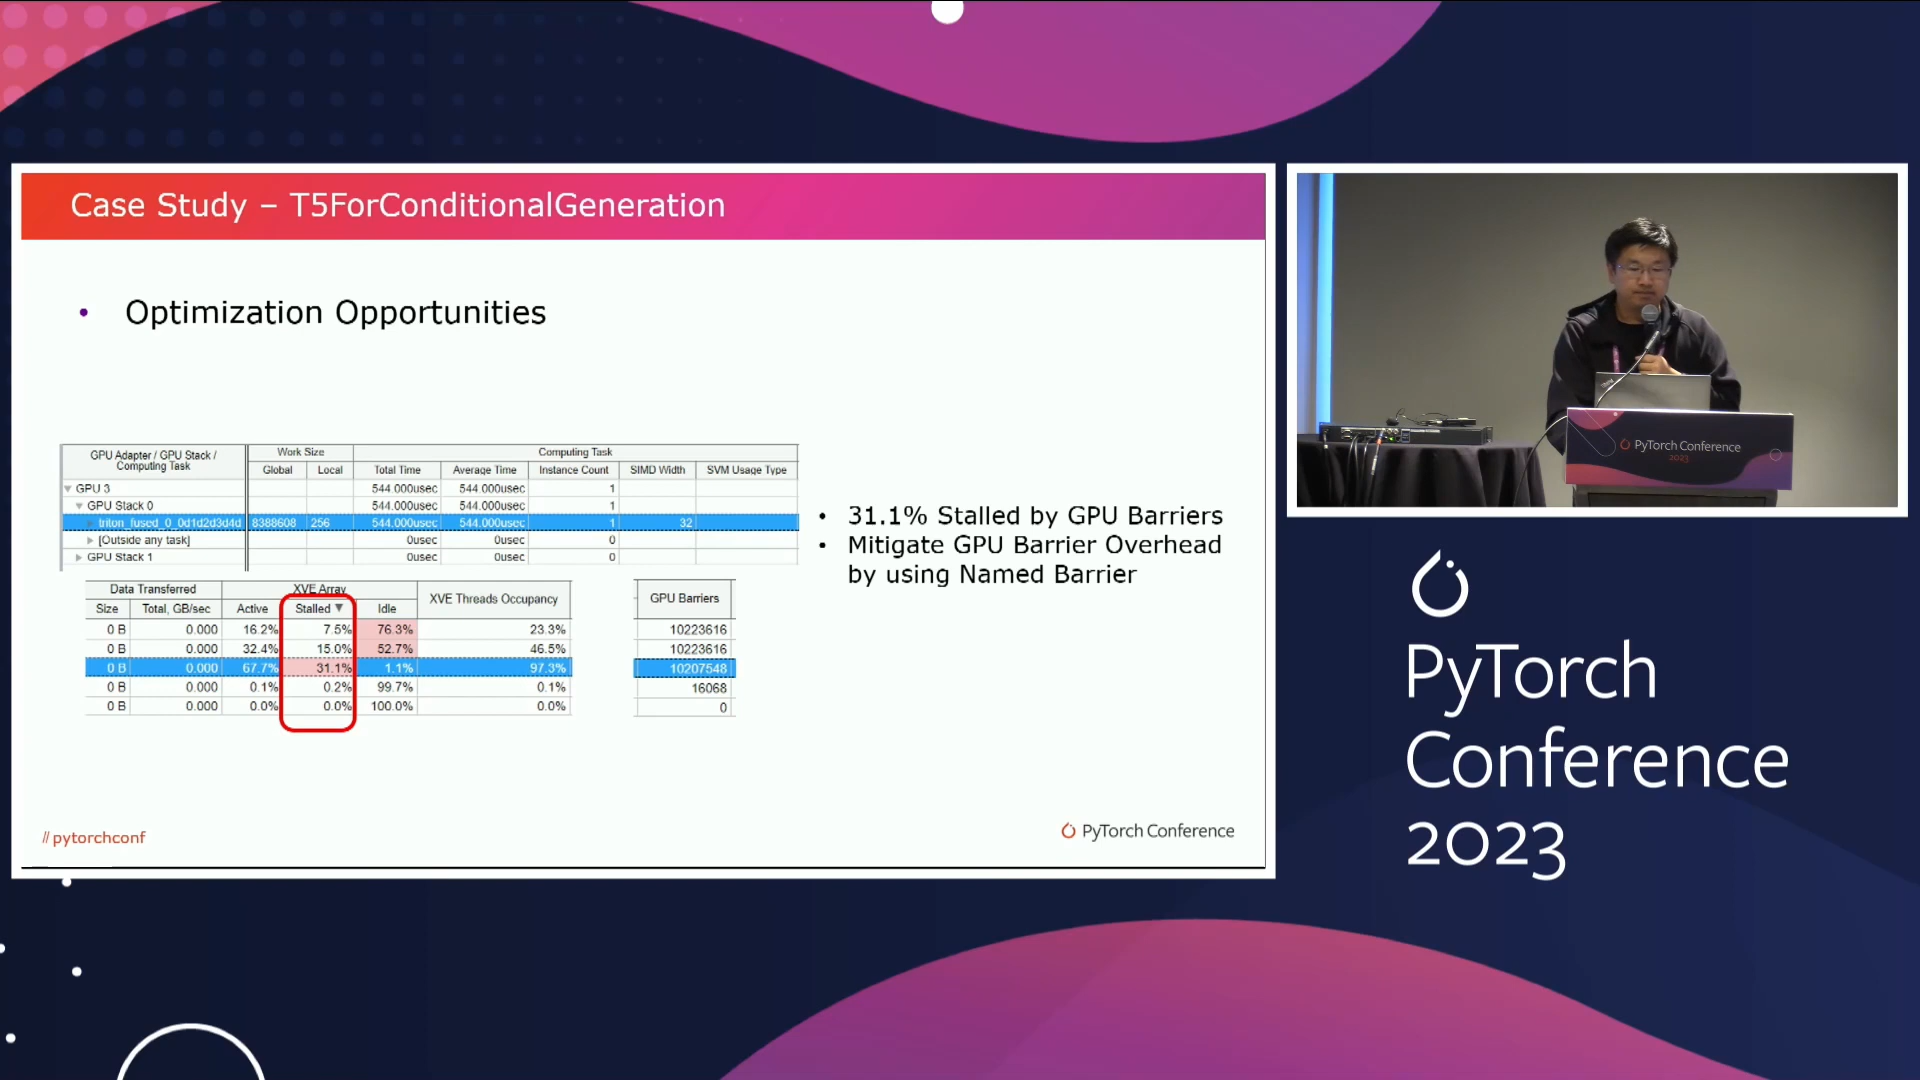 Case Study – T5ForConditionalGeneration
• Optimization Opportunities
GPU Adapter / GPU Stack / Computing Task Work Size Computing Task
Global Local Total Time Average Time Instance Count SIMD Width SVM Usage Type
GPU 3 544.000usec 544.000usec 1
GPU Stack 0 544.000usec 544.000usec 1
triton_fused_0_0d1d2d3d4d 8388608 256 544.000usec 544.000usec 1 32
[Outside any task] 0usec 0usec 0
GPU Stack 1 0usec 0usec 0
Data Transferred XVE Array XVE Threads Occupancy GPU Barriers
Size Total, GB/sec Active Stalled Idle
0 B 0.000 16.2% 7.5% 76.3% 23.3% 10223616
0 B 0.000 32.4% 15.0% 52.7% 46.5% 10223616
0 B 0.000 67.7% 31.1% 1.1% 97.3% 10207548
0 B 0.000 0.1% 0.2% 99.7% 0.1% 16068
0 B 0.000 0.0% 0.0% 100.0% 0.0% 0
• 31.1% Stalled by GPU Barriers
• Mitigate GPU Barrier Overhead
by using Named Barrier
// pytorchconf
PyTorch Conference
PyTorch Conference
2023
PyTorch
Conference
2023